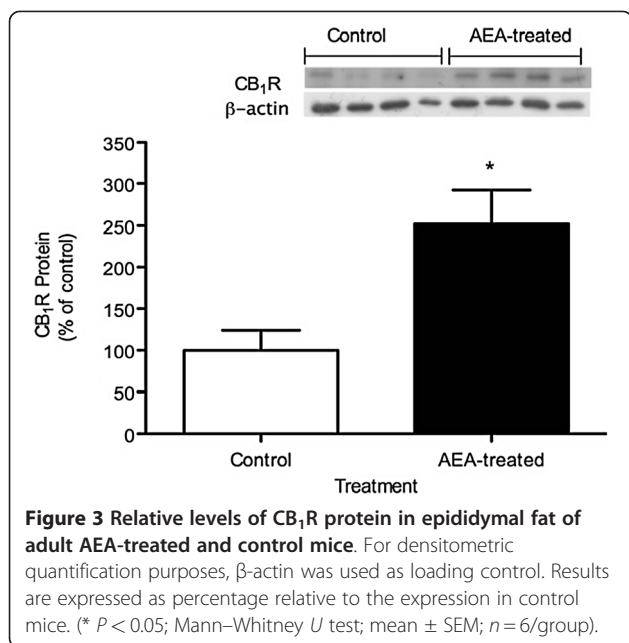 Control AEA-treated
CB₁R
β-actin
350
300
250
200
150
100
50
0
*
CB₁R Protein
(% of control)
Control AEA-treated
Treatment
Figure 3 Relative levels of CB₁R protein in epididymal fat of
adult AEA-treated and control mice. For densitometric
quantification purposes, β-actin was used as loading control. Results
are expressed as percentage relative to the expression in control
mice. (* P < 0.05; Mann–Whitney U test; mean ± SEM; n = 6/group).